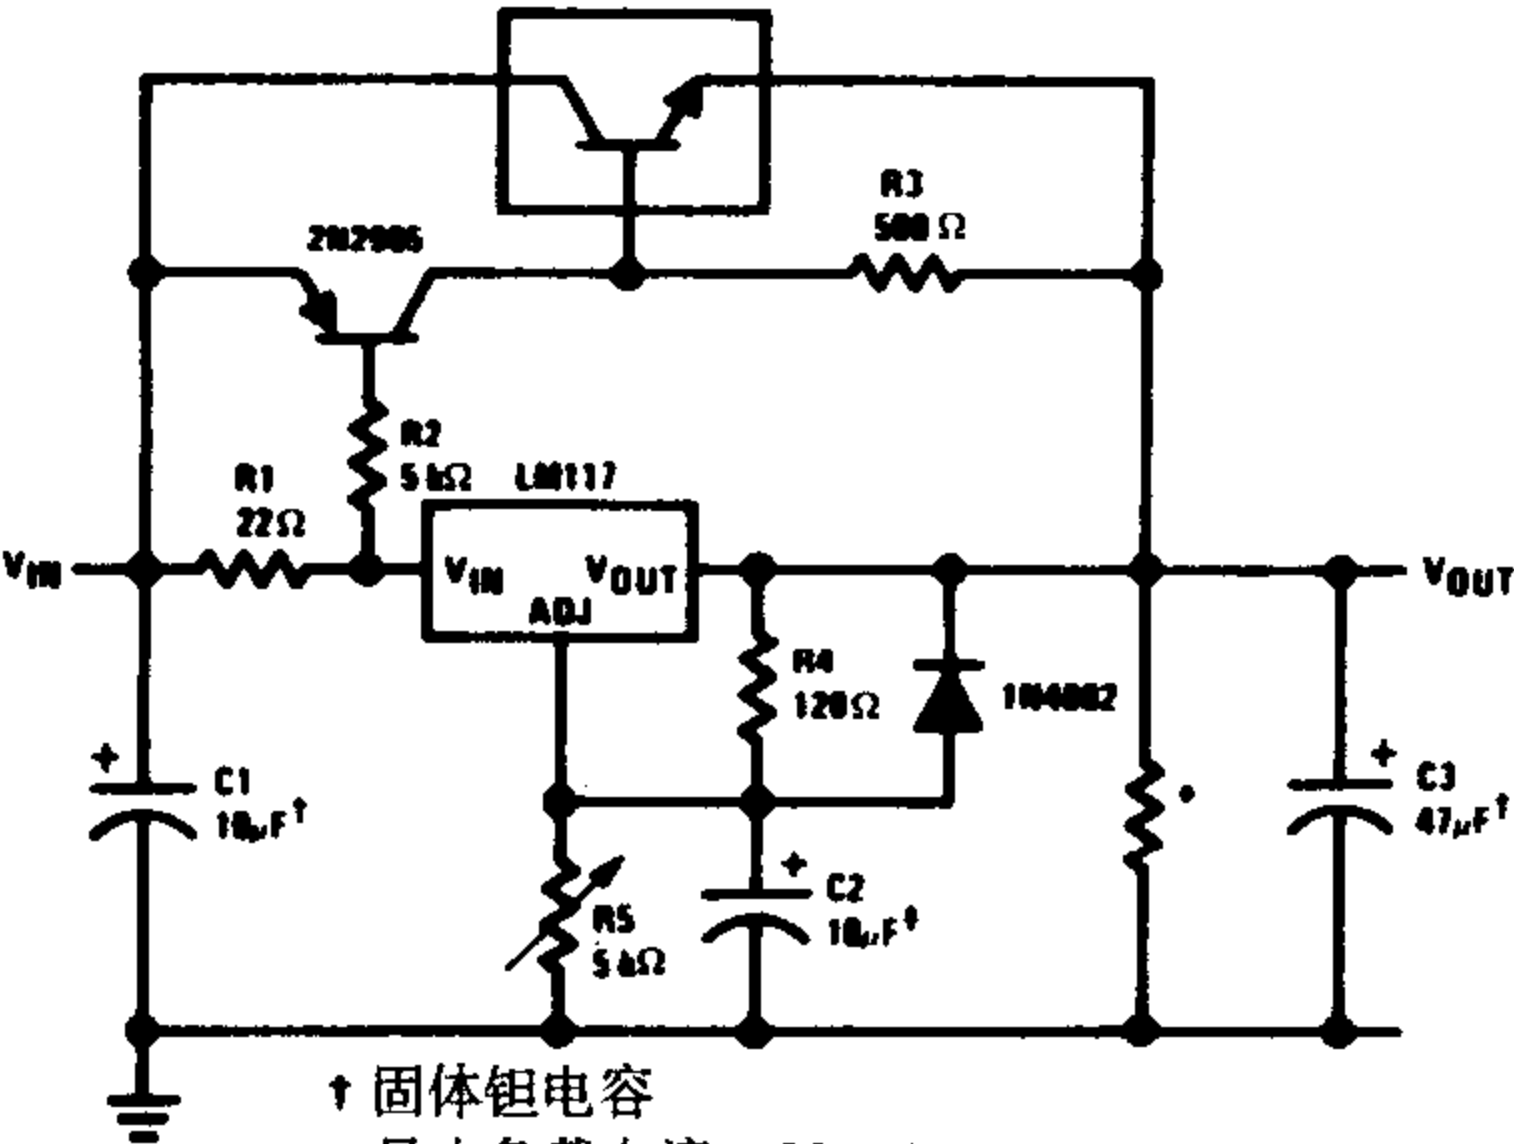 R3
500 Ω
2N2905
R2
5 kΩ
LM117
R1
22Ω
VIN
VIN
VOUT
ADJ
VOUT
R4
120Ω
1N4002
+
C1
10μF†
+
C3
47μF†
+
C2
10μF‡
R5
5 kΩ
*
† 固体钽电容